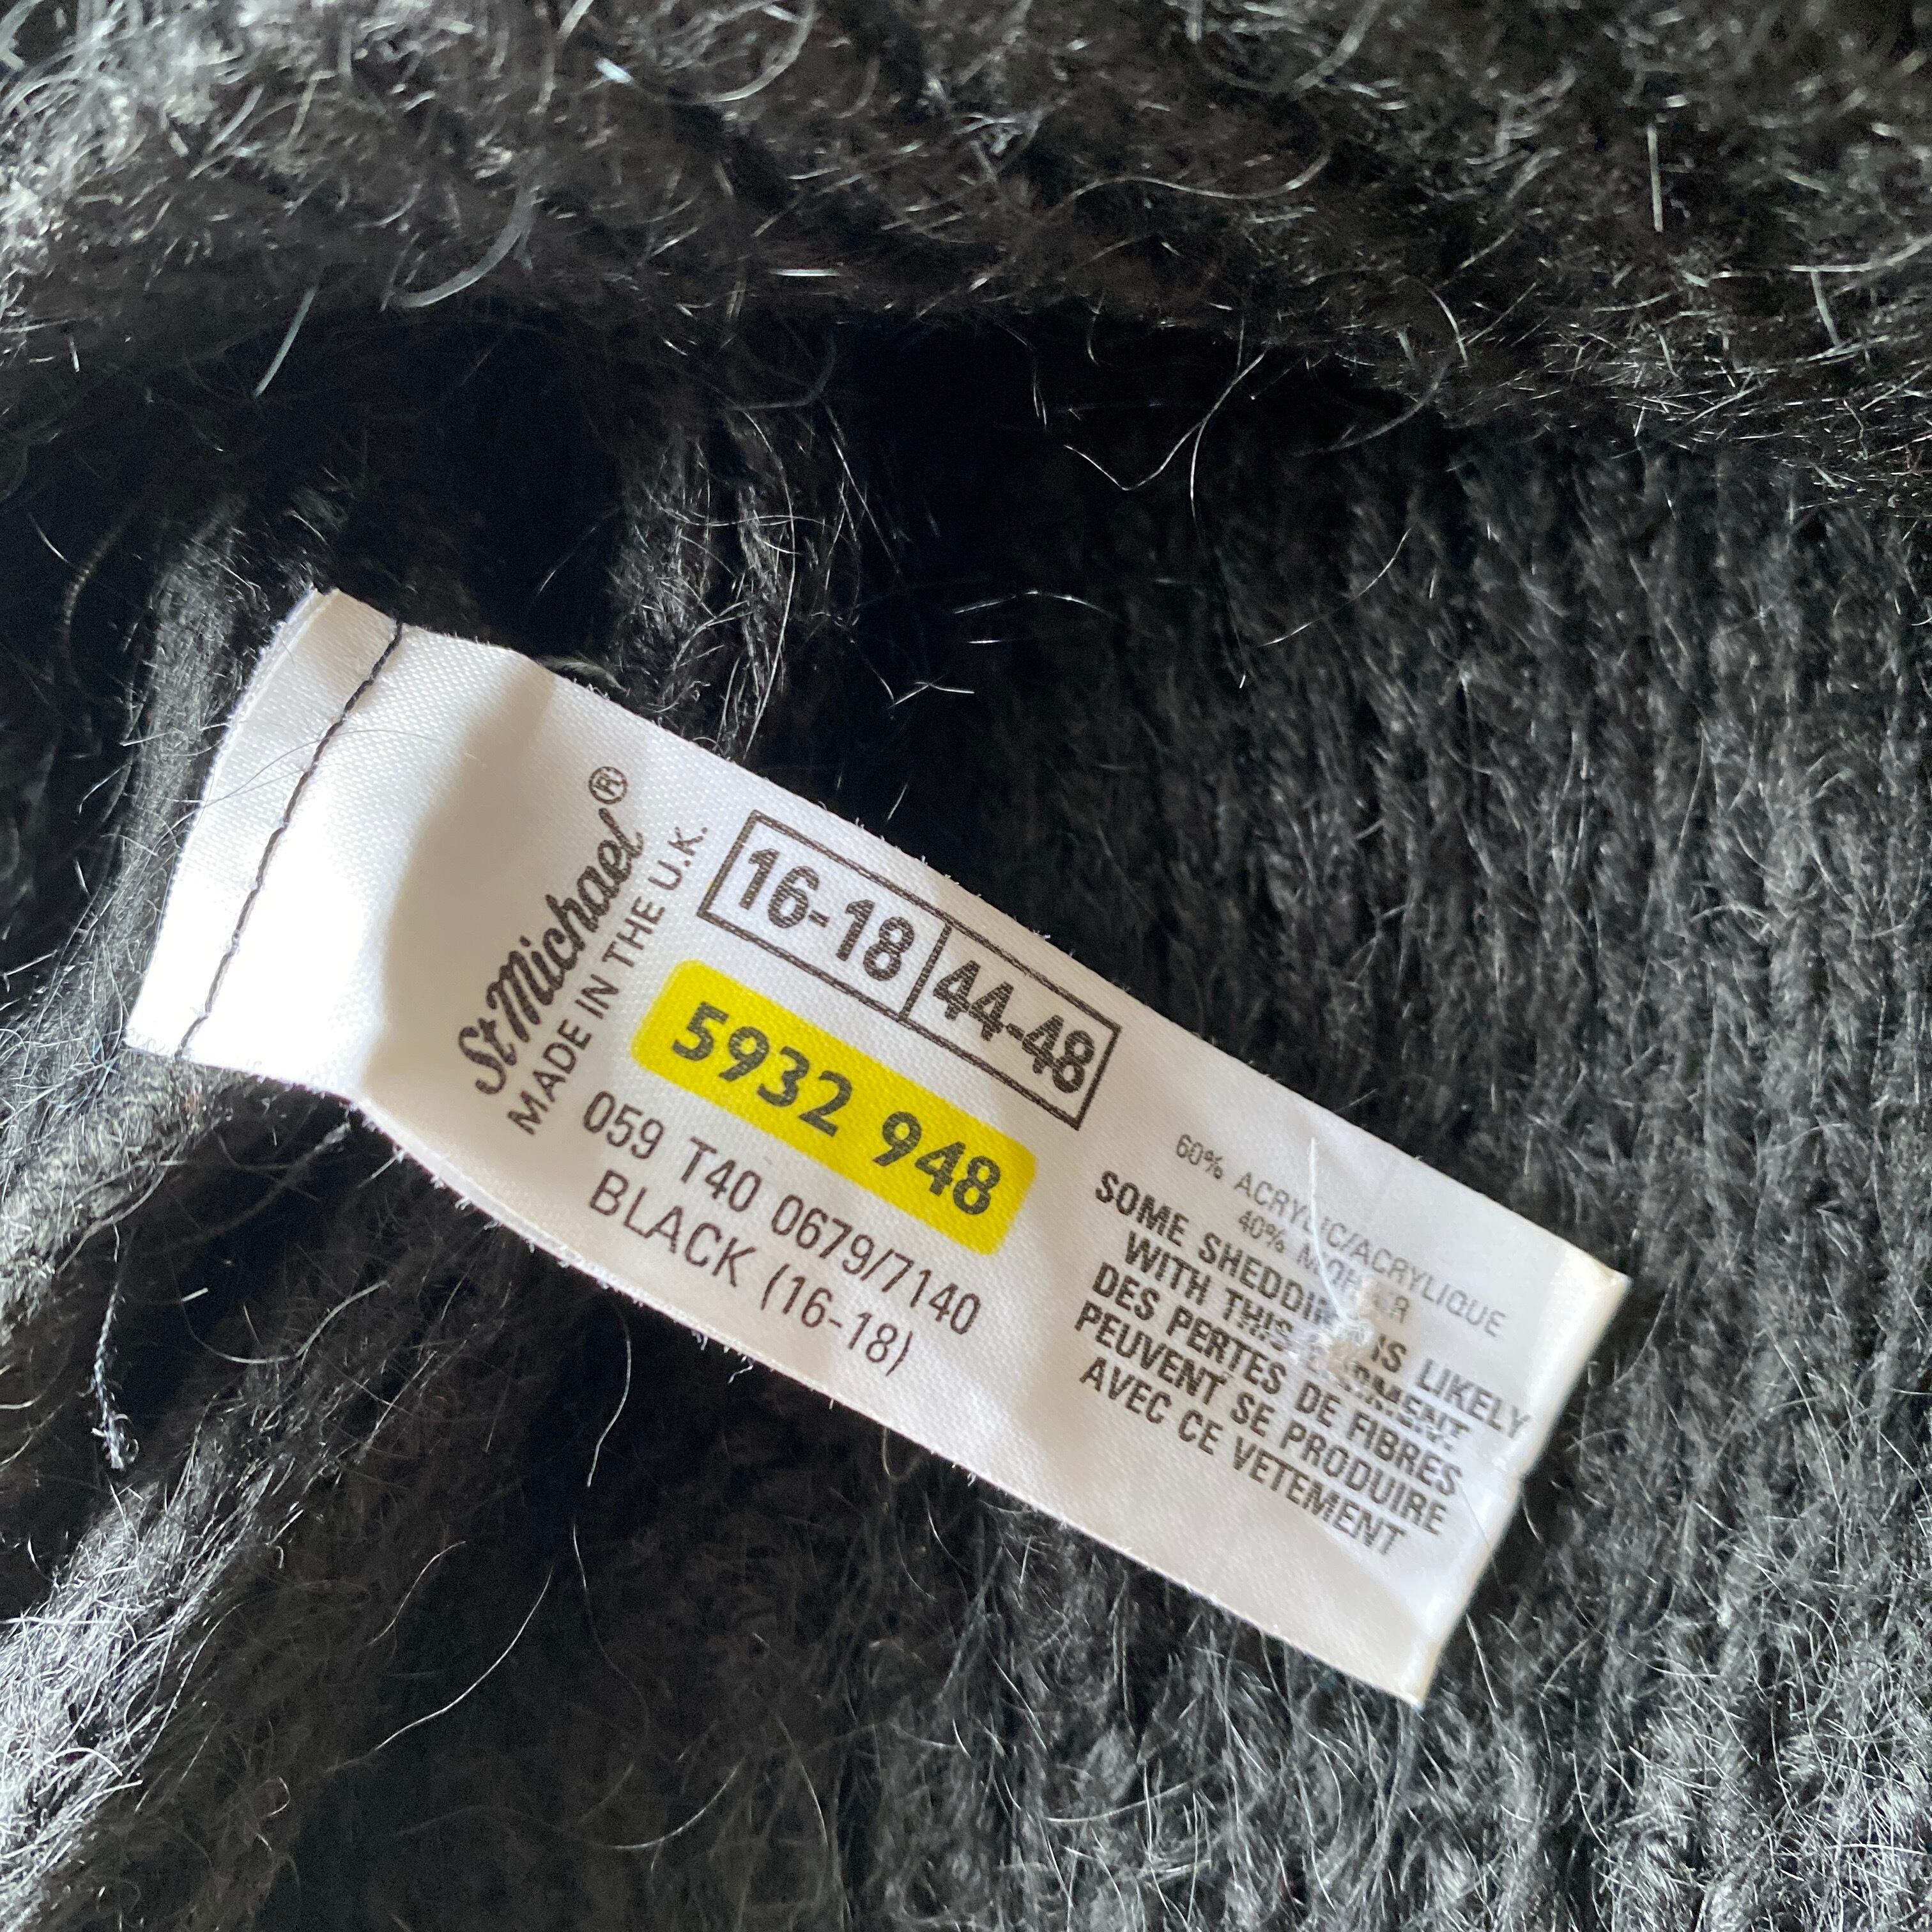 St Michael®
MADE IN THE U.K.
16-18 44-48
5932 948
059 T40 0679/7140
BLACK (16-18)
60% ACRYLIC/ACRYLIQUE
40% MOHAIR
SOME SHEDDING IS LIKELY
WITH THIS GARMENT.
DES PERTES DE FIBRES
PEUVENT SE PRODUIRE
AVEC CE VETEMENT